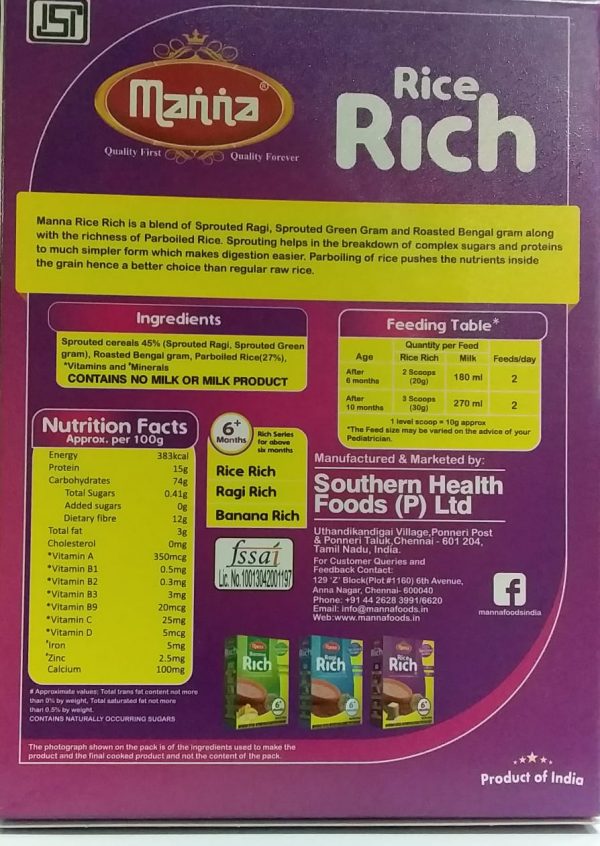 ISI
Manna®
Quality First Quality Forever
Rice
Rich
Manna Rice Rich is a blend of Sprouted Ragi, Sprouted Green Gram and Roasted Bengal gram along
with the richness of Parboiled Rice. Sprouting helps in the breakdown of complex sugars and proteins
to much simpler form which makes digestion easier. Parboiling of rice pushes the nutrients inside
the grain hence a better choice than regular raw rice.
Ingredients
Sprouted cereals 45% (Sprouted Ragi, Sprouted Green
gram), Roasted Bengal gram, Parboiled Rice(27%),
*Vitamins and #Minerals
CONTAINS NO MILK OR MILK PRODUCT
Feeding Table*
Quantity per Feed
Age Rice Rich Milk Feeds/day
After
6 months 2 Scoops
(20g) 180 ml 2
After
10 months 3 Scoops
(30g) 270 ml 2
1 level scoop = 10g approx
*The Feed size may be varied on the advice of your
Pediatrician.
Nutrition Facts
Approx. per 100g
Energy 383kcal
Protein 15g
Carbohydrates 74g
Total Sugars 0.41g
Added sugars 0g
Dietary fibre 12g
Total fat 3g
Cholesterol 0mg
*Vitamin A 350mcg
*Vitamin B1 0.5mg
*Vitamin B2 0.3mg
*Vitamin B3 3mg
*Vitamin B9 20mcg
*Vitamin C 25mg
*Vitamin D 5mcg
#Iron 5mg
#Zinc 2.5mg
Calcium 100mg
# Approximate values; Total trans fat content not more
than 0% by weight, Total saturated fat not more
than 0.5% by weight.
CONTAINS NATURALLY OCCURRING SUGARS
6+
Months
Rich Series
for above
six months
Rice Rich
Ragi Rich
Banana Rich
fssai
Lic. No.10013042001197
Manufactured & Marketed by:
Southern Health
Foods (P) Ltd
Uthandikandigai Village,Ponneri Post
& Ponneri Taluk,Chennai - 601 204,
Tamil Nadu, India.
For Customer Queries and
Feedback Contact:
129 'Z' Block(Plot #1160) 6th Avenue,
Anna Nagar, Chennai- 600040
Phone: +91 44 2628 3991/6620
Email: info@mannafoods.in
Web:www.mannafoods.in
f
mannafoodsindia
Manna
Banana
Rich
Manna
Ragi
Rich
Manna
Rice
Rich
The photograph shown on the pack is of the ingredients used to make the
product and the final cooked product and not the content of the pack.
Product of India